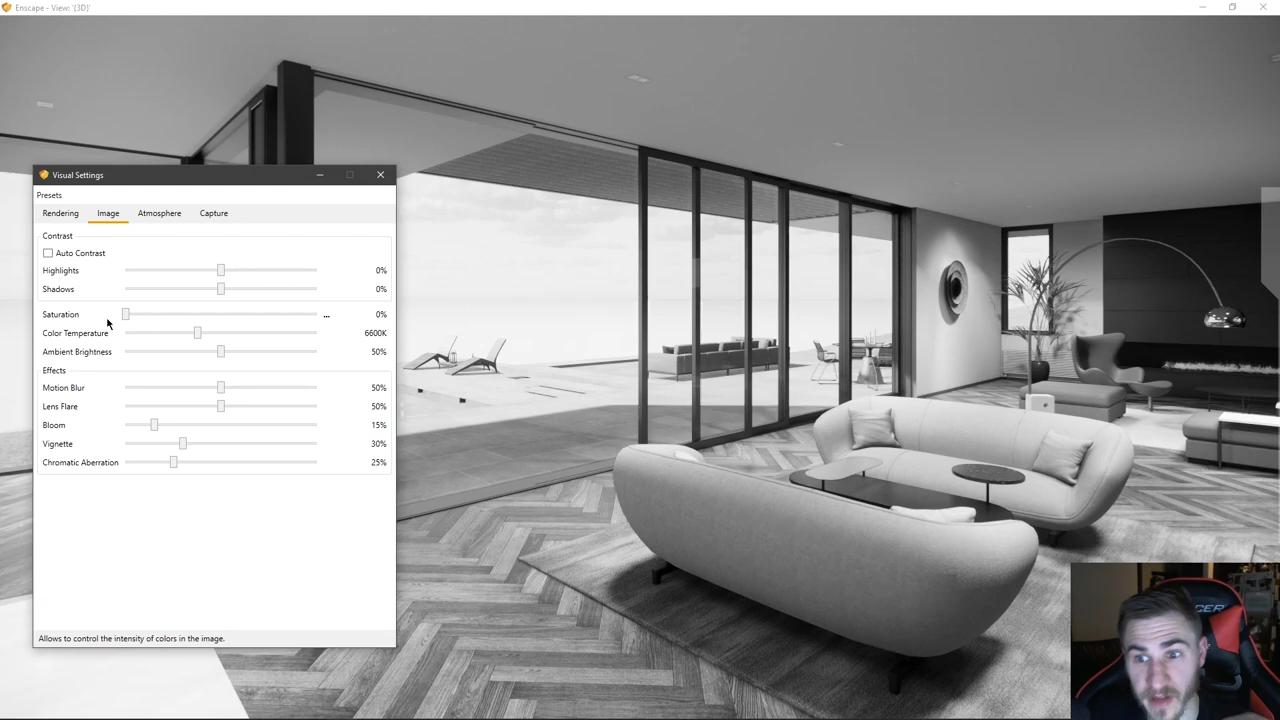 Enscape - View: '{3D}'
Visual Settings
Presets
Rendering Image Atmosphere Capture
Contrast
Auto Contrast
Highlights 0%
Shadows 0%
Saturation ... 0%
Color Temperature 6600K
Ambient Brightness 50%
Effects
Motion Blur 50%
Lens Flare 50%
Bloom 15%
Vignette 30%
Chromatic Aberration 25%
Allows to control the intensity of colors in the image.